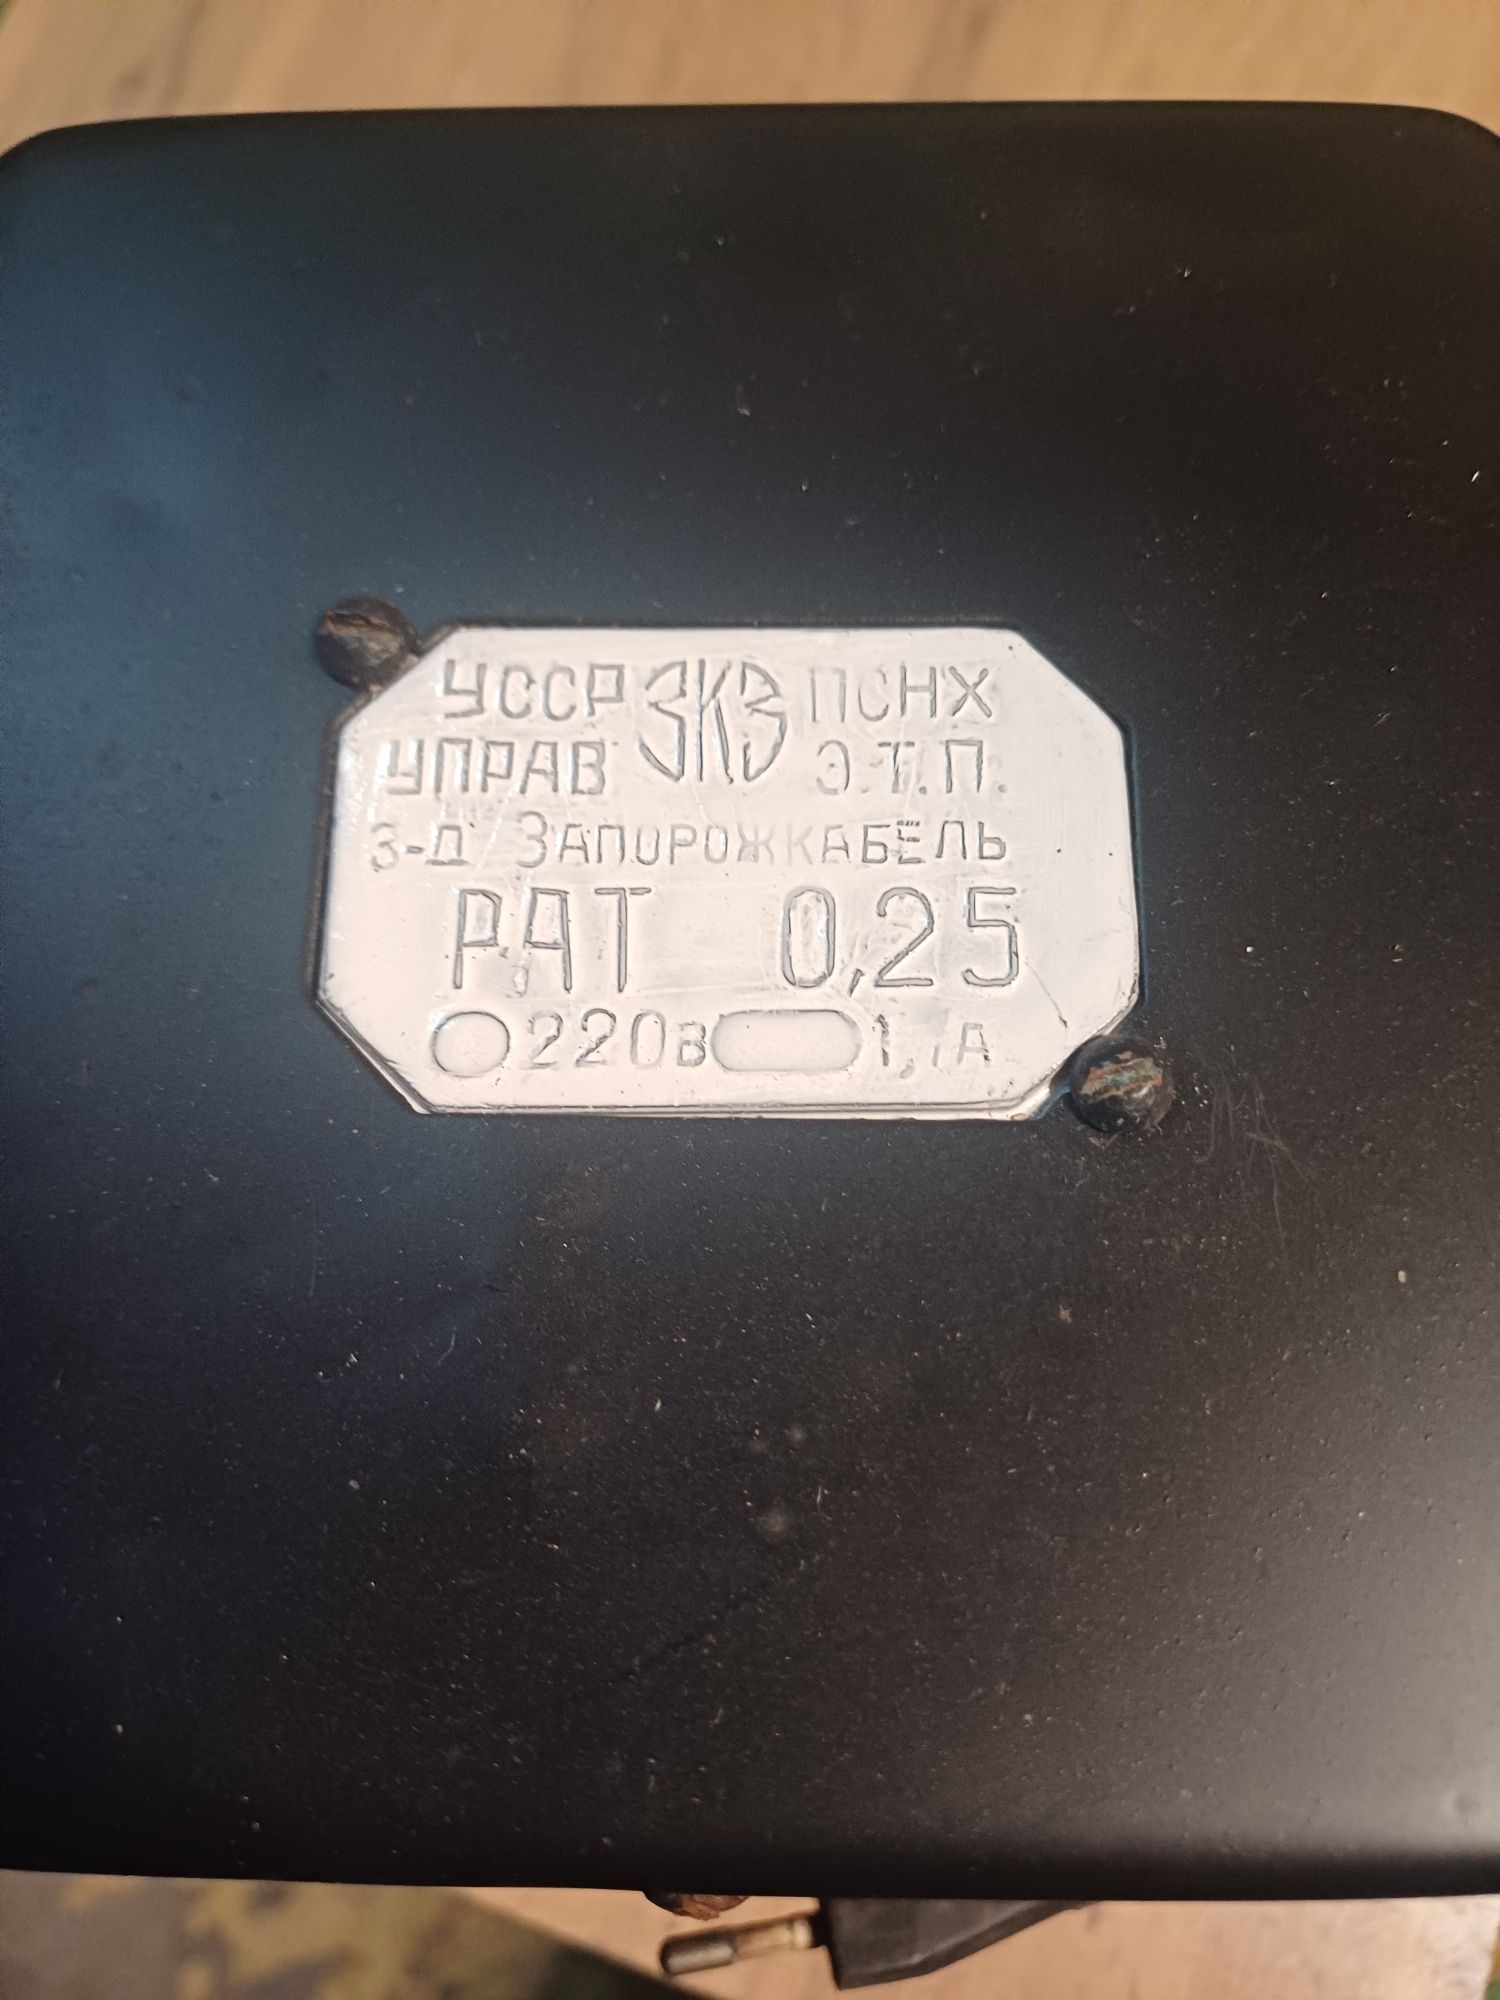 УССР ЗКЗ ПСНХ
УПРАВ Э.Т.П.
З-Д ЗАПОРОЖКАБЕЛЬ
РАТ 0,25
220В 1,1А